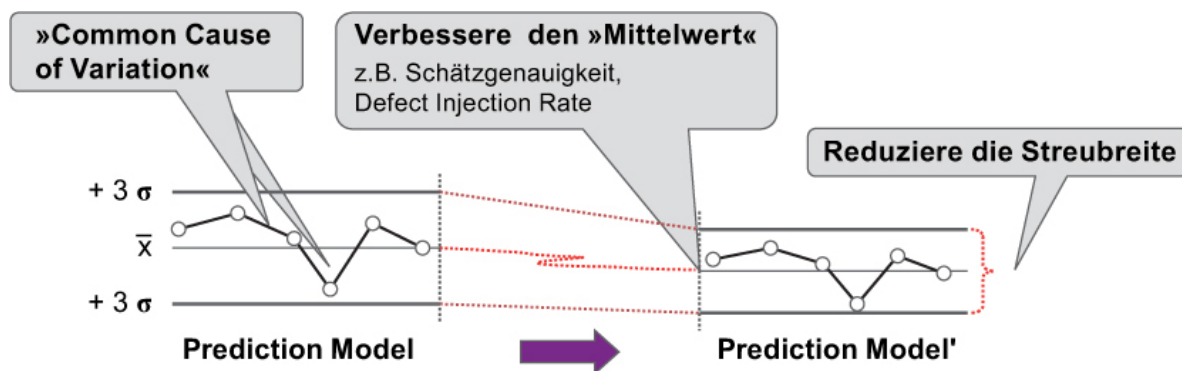 »Common Cause
of Variation«
Verbessere den »Mittelwert«
z.B. Schätzgenauigkeit,
Defect Injection Rate
Reduziere die Streubreite
+ 3 σ
x̅
+ 3 σ
Prediction Model
Prediction Model'